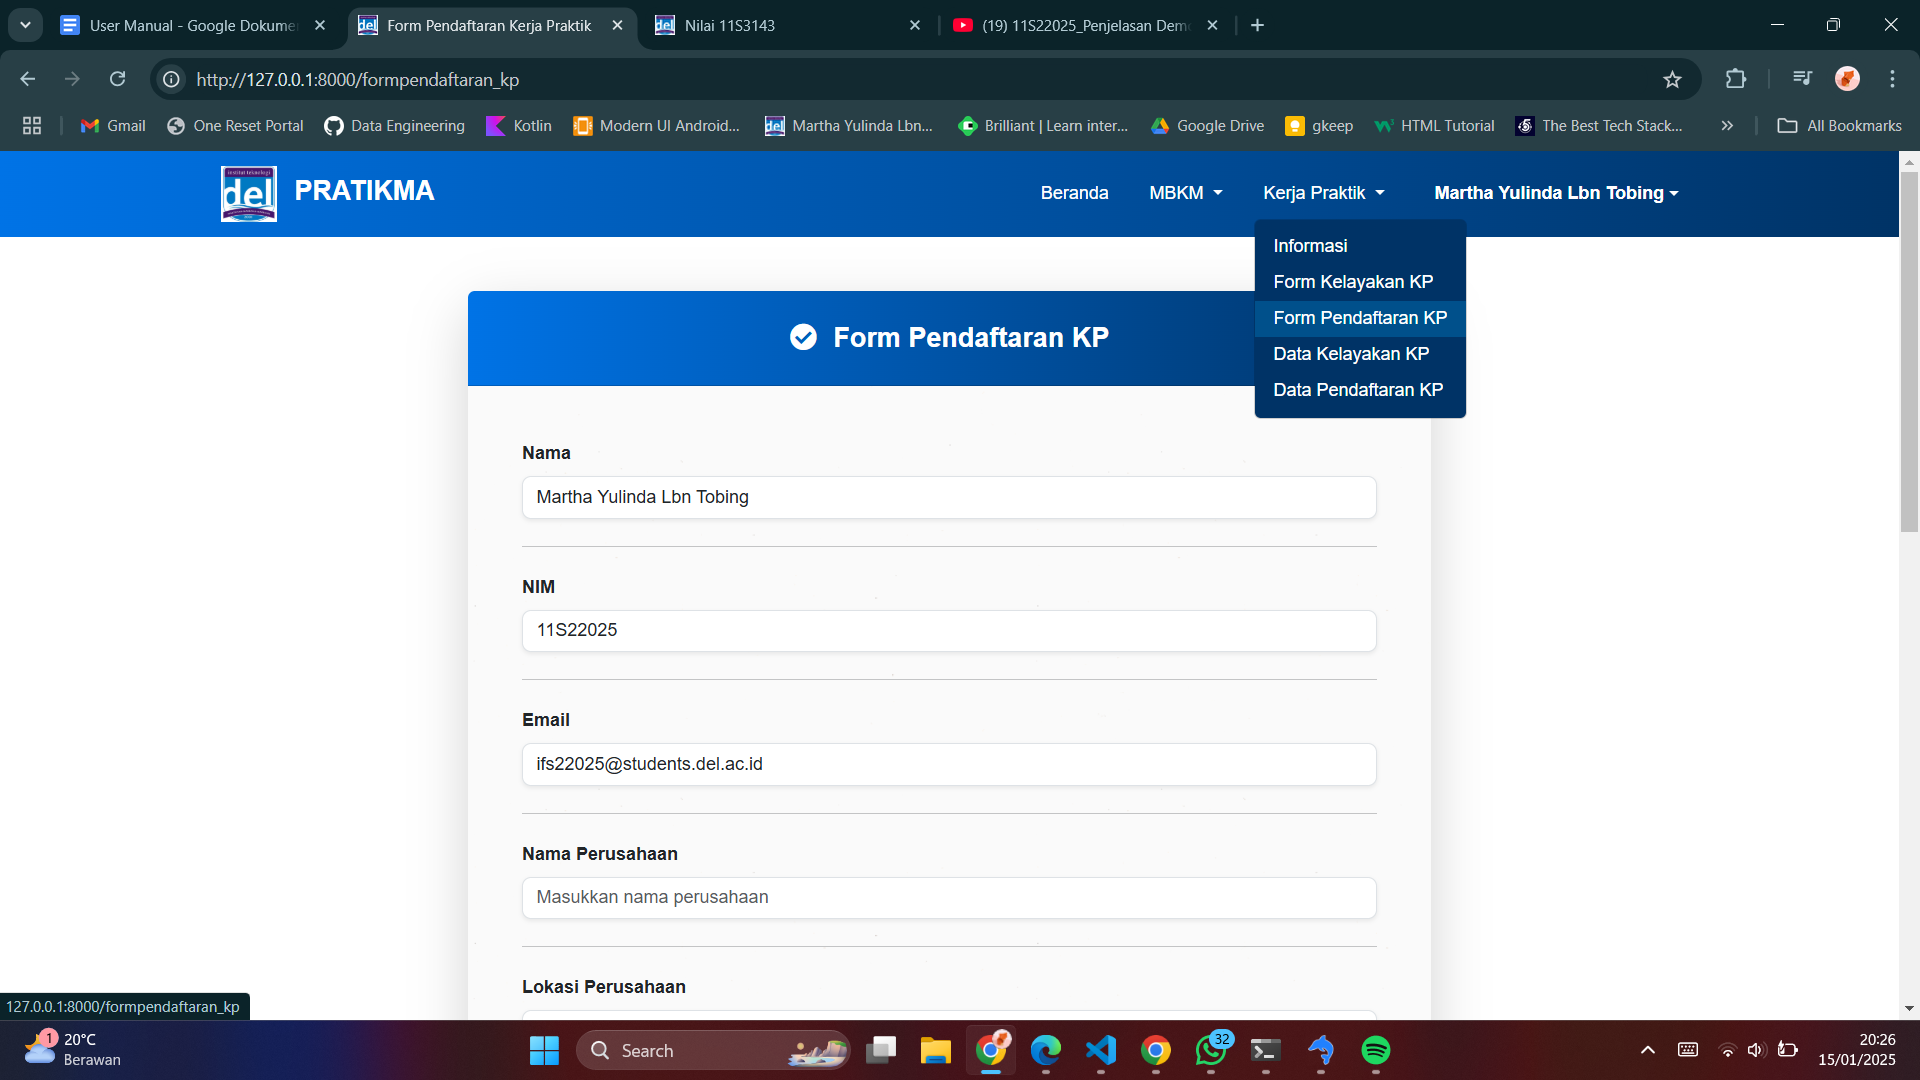 User Manual - Google Dokume
Form Pendaftaran Kerja Praktik
Nilai 11S3143
(19) 11S22025_Penjelasan Dem
http://127.0.0.1:8000/formpendaftaran_kp
Gmail
One Reset Portal
Data Engineering
Kotlin
Modern UI Android...
Martha Yulinda Lbn...
Brilliant | Learn inter...
Google Drive
gkeep
HTML Tutorial
The Best Tech Stack...
All Bookmarks
del
PRATIKMA
Beranda
MBKM
Kerja Praktik
Martha Yulinda Lbn Tobing
Informasi
Form Kelayakan KP
Form Pendaftaran KP
Data Kelayakan KP
Data Pendaftaran KP
Form Pendaftaran KP
Nama
Martha Yulinda Lbn Tobing
NIM
11S22025
Email
ifs22025@students.del.ac.id
Nama Perusahaan
Masukkan nama perusahaan
Lokasi Perusahaan
127.0.0.1:8000/formpendaftaran_kp
1
20°C
Berawan
Search
32
20:26
15/01/2025